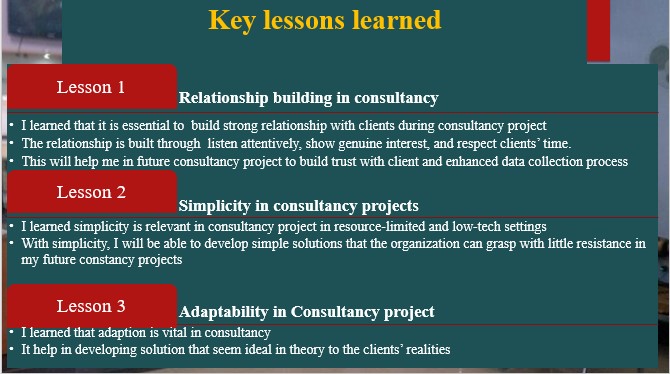 Key lessons learned
Lesson 1
Relationship building in consultancy
• I learned that it is essential to build strong relationship with clients during consultancy project
• The relationship is built through listen attentively, show genuine interest, and respect clients' time.
• This will help me in future consultancy project to build trust with client and enhanced data collection process
Lesson 2
Simplicity in consultancy projects
• I learned simplicity is relevant in consultancy project in resource-limited and low-tech settings
• With simplicity, I will be able to develop simple solutions that the organization can grasp with little resistance in
my future constancy projects
Lesson 3
Adaptability in Consultancy project
• I learned that adaption is vital in consultancy
• It help in developing solution that seem ideal in theory to the clients' realities